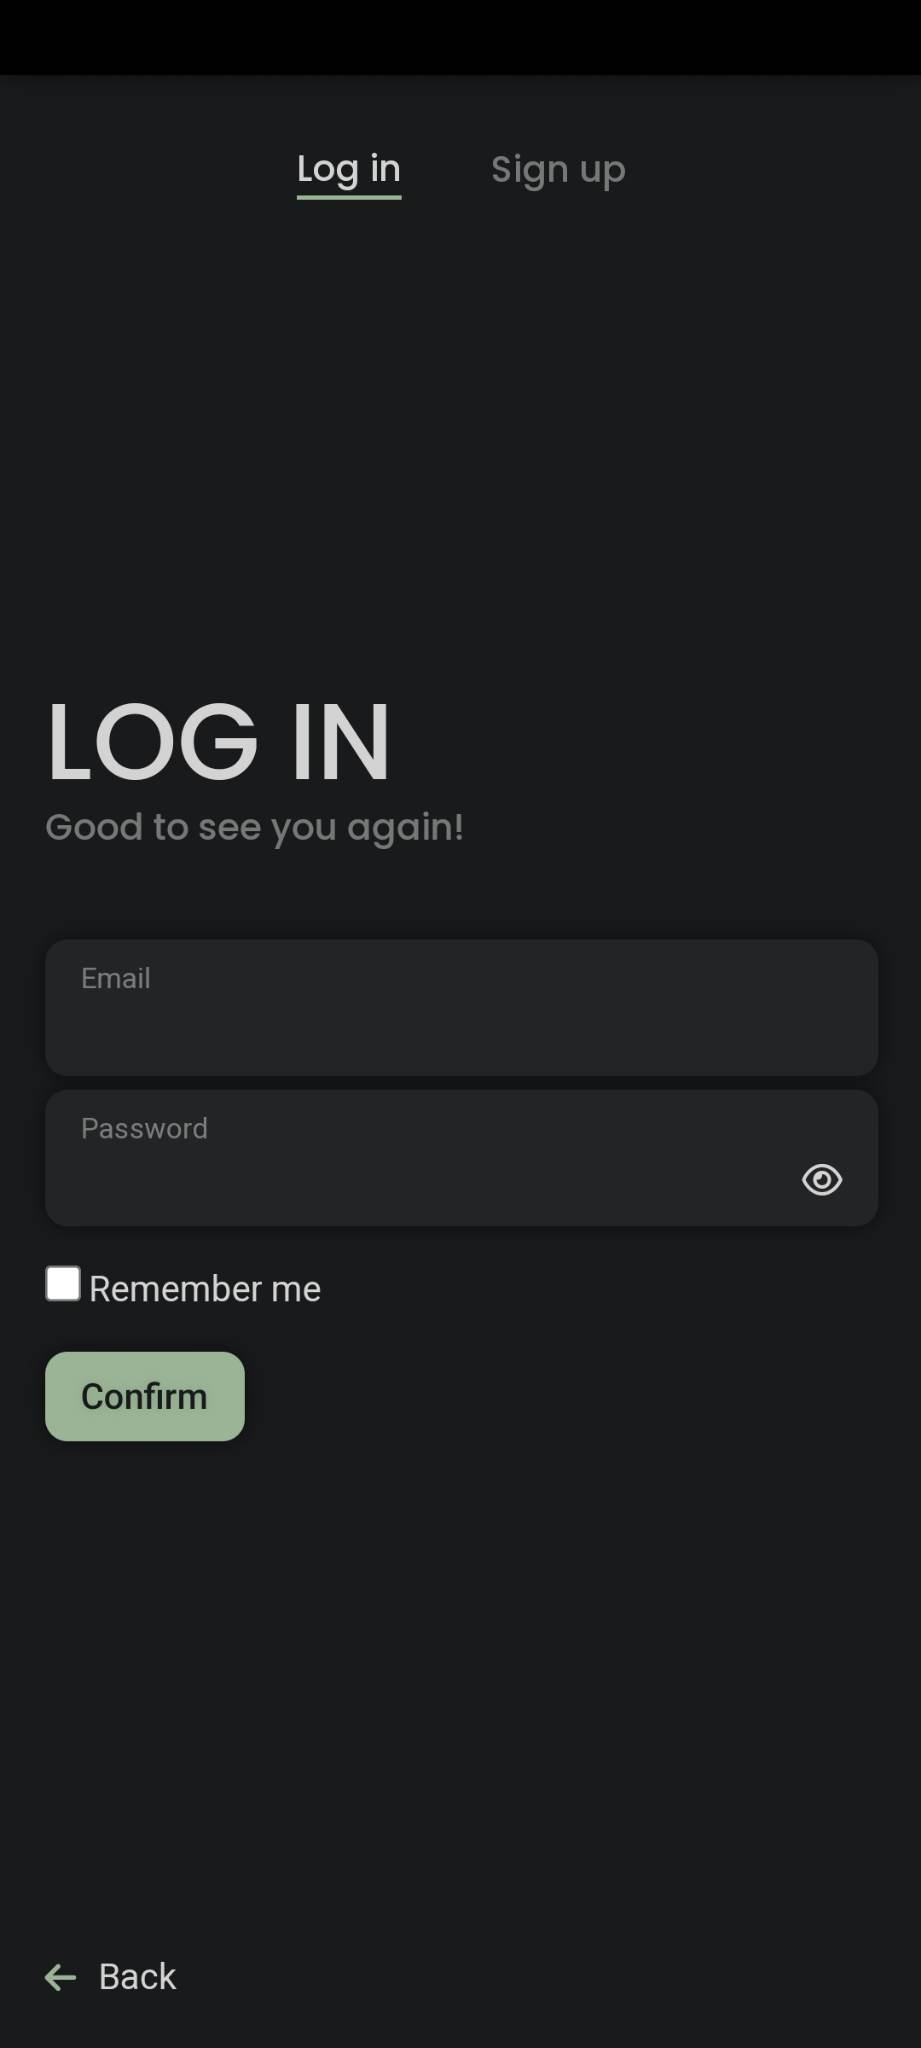 Log in Sign up
LOG IN
Good to see you again!
Email
Password
Remember me
Confirm
Back